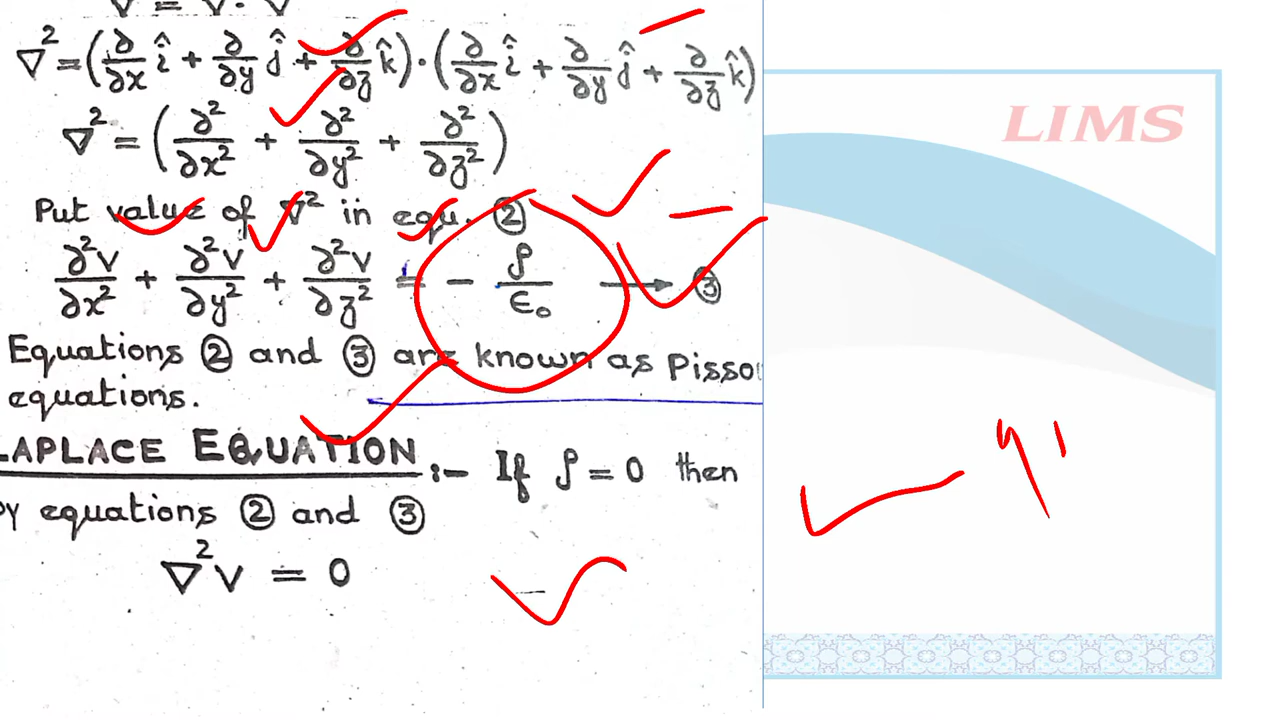 ∇² = (∂/∂x î + ∂/∂y ĵ + ∂/∂z k̂) · (∂/∂x î + ∂/∂y ĵ + ∂/∂z k̂)
∇² = (∂²/∂x² + ∂²/∂y² + ∂²/∂z²)
Put value of ∇² in equ. ②
∂²V/∂x² + ∂²V/∂y² + ∂²V/∂z² = - ρ/ε₀ → ③
Equations ② and ③ are known as Pisso
equations.
LAPLACE EQUATION :- If ρ = 0 then
by equations ② and ③
∇²V = 0
LIMS